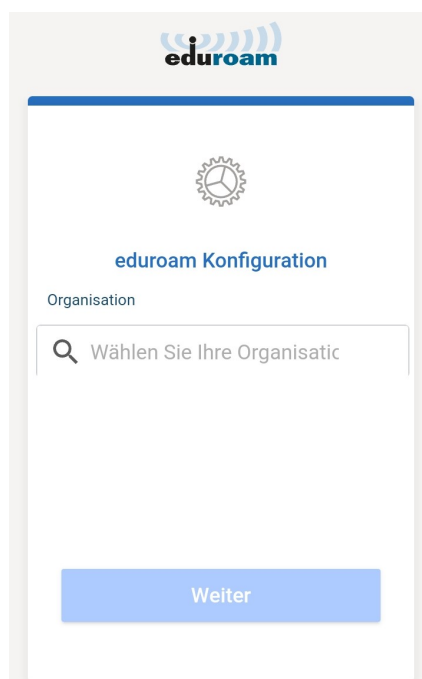 eduroam
eduroam Konfiguration
Organisation
Wählen Sie Ihre Organisatic
Weiter